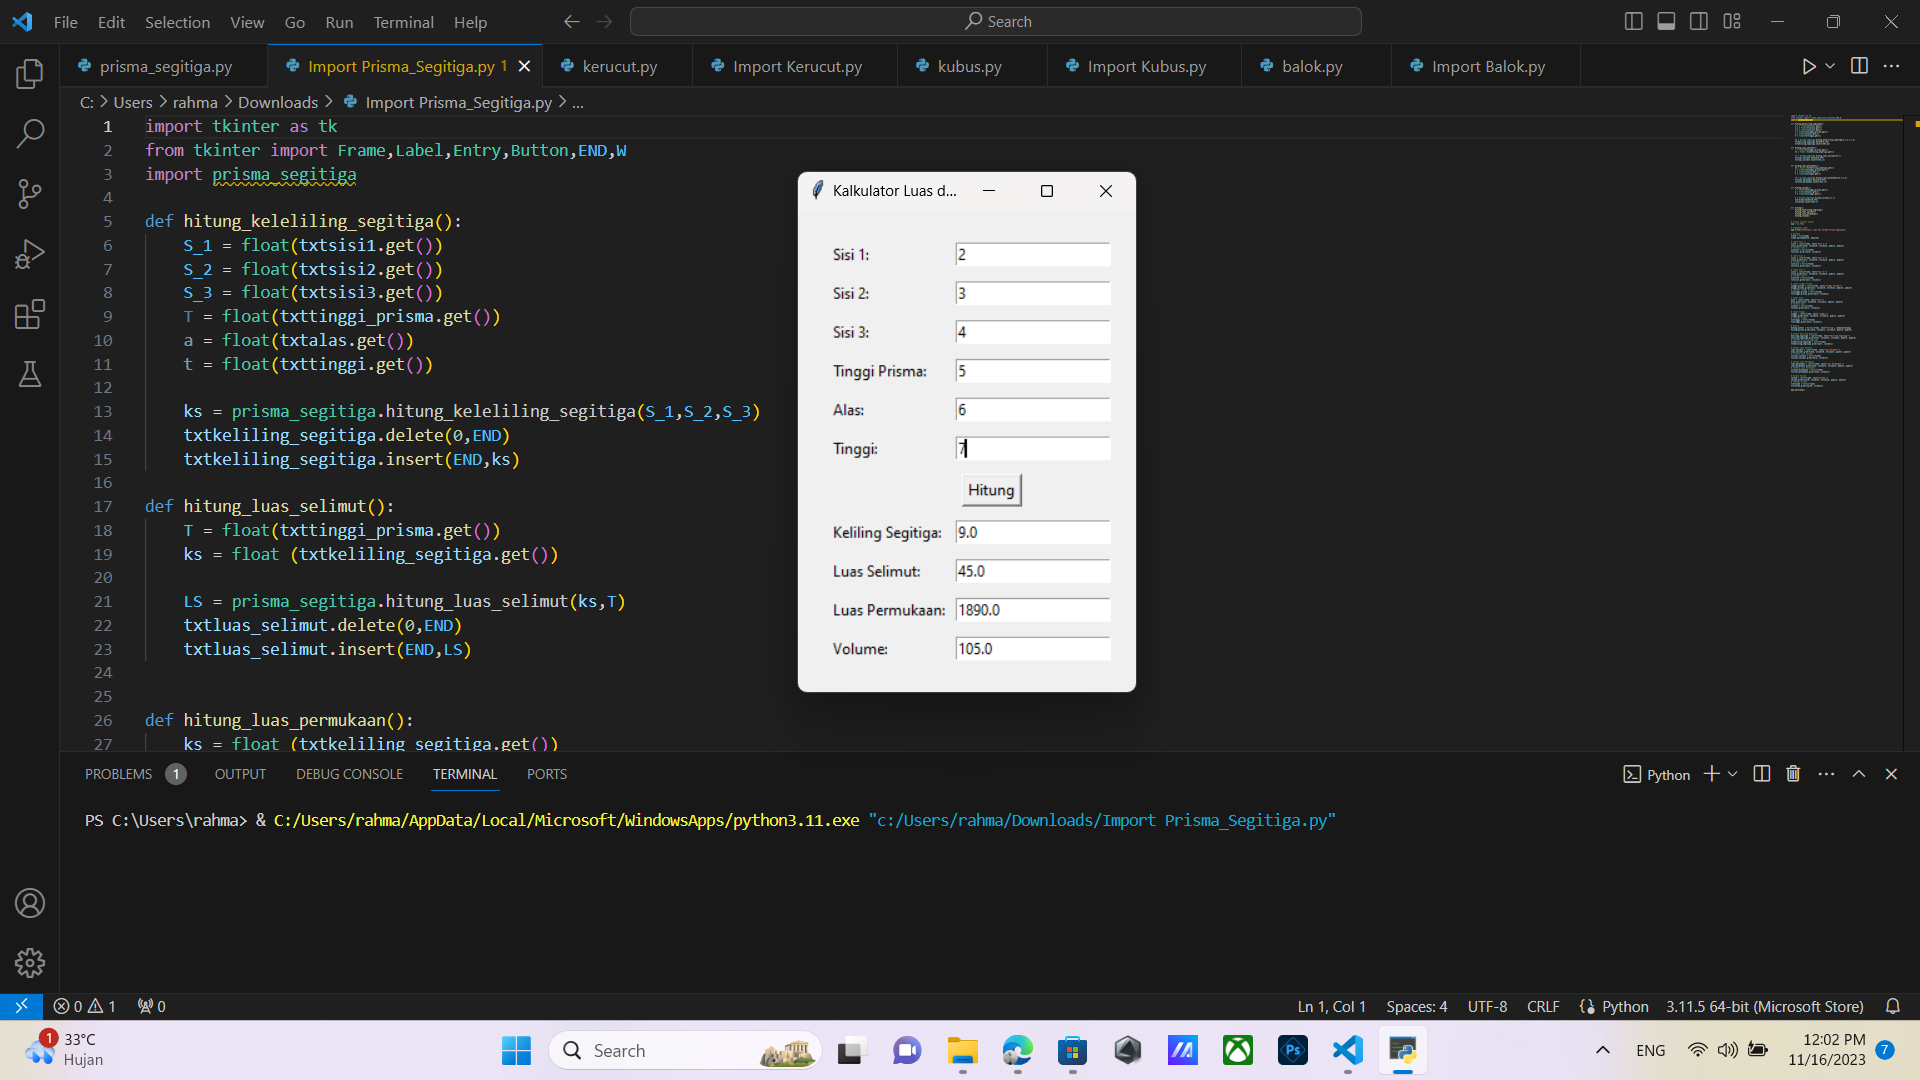 File Edit Selection View Go Run Terminal Help
Search
prisma_segitiga.py
Import Prisma_Segitiga.py 1
kerucut.py
Import Kerucut.py
kubus.py
Import Kubus.py
balok.py
Import Balok.py
C: > Users > rahma > Downloads > Import Prisma_Segitiga.py > ...
1 import tkinter as tk
2 from tkinter import Frame,Label,Entry,Button,END,W
3 import prisma_segitiga
4
5 def hitung_keleliling_segitiga():
6 S_1 = float(txtsisi1.get())
7 S_2 = float(txtsisi2.get())
8 S_3 = float(txtsisi3.get())
9 T = float(txttinggi_prisma.get())
10 a = float(txtalas.get())
11 t = float(txttinggi.get())
12
13 ks = prisma_segitiga.hitung_keleliling_segitiga(S_1,S_2,S_3)
14 txtkeliling_segitiga.delete(0,END)
15 txtkeliling_segitiga.insert(END,ks)
16
17 def hitung_luas_selimut():
18 T = float(txttinggi_prisma.get())
19 ks = float (txtkeliling_segitiga.get())
20
21 LS = prisma_segitiga.hitung_luas_selimut(ks,T)
22 txtluas_selimut.delete(0,END)
23 txtluas_selimut.insert(END,LS)
24
25
26 def hitung_luas_permukaan():
27 ks = float (txtkeliling_segitiga.get())
Kalkulator Luas d...
Sisi 1: 2
Sisi 2: 3
Sisi 3: 4
Tinggi Prisma: 5
Alas: 6
Tinggi: 7
Hitung
Keliling Segitiga: 9.0
Luas Selimut: 45.0
Luas Permukaan: 1890.0
Volume: 105.0
PROBLEMS 1 OUTPUT DEBUG CONSOLE TERMINAL PORTS
Python
PS C:\Users\rahma> & C:/Users/rahma/AppData/Local/Microsoft/WindowsApps/python3.11.exe "c:/Users/rahma/Downloads/Import Prisma_Segitiga.py"
0 1 0
Ln 1, Col 1 Spaces: 4 UTF-8 CRLF Python 3.11.5 64-bit (Microsoft Store)
1
33°C
Hujan
Search
Ps
ENG
12:02 PM
11/16/2023
7